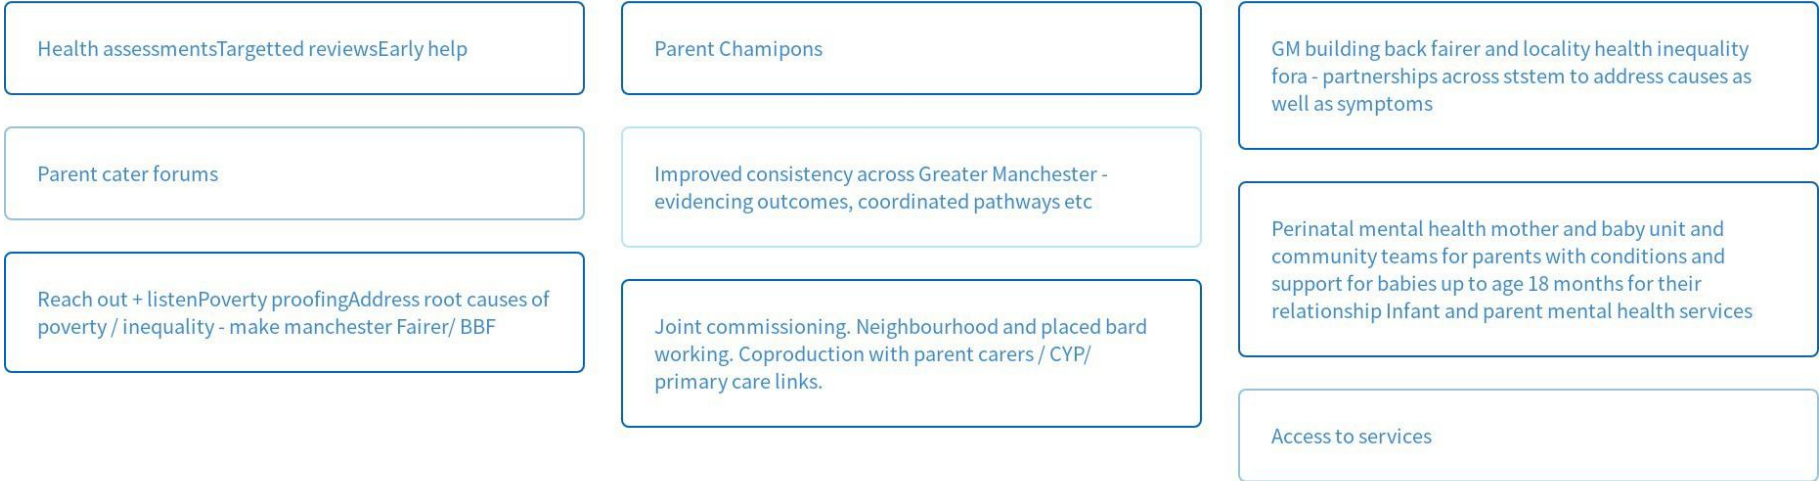 Health assessmentsTargetted reviewsEarly help
Parent cater forums
Reach out + listenPoverty proofingAddress root causes of
poverty / inequality - make manchester Fairer/ BBF
Parent Chamipons
Improved consistency across Greater Manchester -
evidencing outcomes, coordinated pathways etc
Joint commissioning. Neighbourhood and placed bard
working. Coproduction with parent carers / CYP/
primary care links.
GM building back fairer and locality health inequality
fora - partnerships across ststem to address causes as
well as symptoms
Perinatal mental health mother and baby unit and
community teams for parents with conditions and
support for babies up to age 18 months for their
relationship Infant and parent mental health services
Access to services